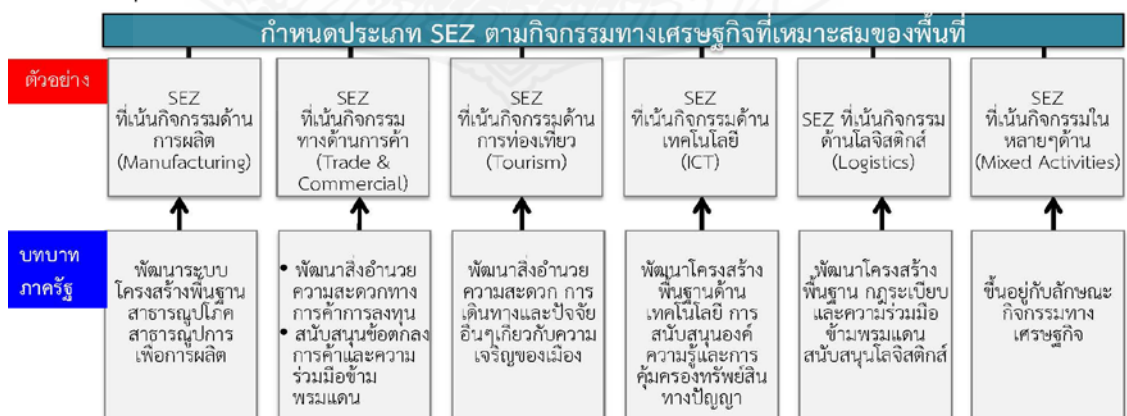 กำหนดประเภท SEZ ตามกิจกรรมทางเศรษฐกิจที่เหมาะสมของพื้นที่
ตัวอย่าง
SEZ
ที่เน้นกิจกรรมด้าน
การผลิต
(Manufacturing)
SEZ
ที่เน้นกิจกรรม
ทางด้านการค้า
(Trade &
Commercial)
SEZ
ที่เน้นกิจกรรมด้าน
การท่องเที่ยว
(Tourism)
SEZ
ที่เน้นกิจกรรมด้าน
เทคโนโลยี
(ICT)
SEZ ที่เน้นกิจกรรม
ด้านโลจิสติกส์
(Logistics)
SEZ
ที่เน้นกิจกรรมใน
หลายๆด้าน
(Mixed Activities)
บทบาท
ภาครัฐ
พัฒนาระบบ
โครงสร้างพื้นฐาน
สาธารณูปโภค
สาธารณูปการ
เพื่อการผลิต
• พัฒนาสิ่งอำนวย
ความสะดวกทาง
การค้าการลงทุน
• สนับสนุนข้อตกลง
การค้าและความ
ร่วมมือข้าม
พรมแดน
พัฒนาสิ่งอำนวย
ความสะดวก การ
เดินทางและปัจจัย
อื่นๆเกี่ยวกับความ
เจริญของเมือง
พัฒนาโครงสร้าง
พื้นฐานด้าน
เทคโนโลยี การ
สนับสนุนองค์
ความรู้และการ
คุ้มครองทรัพย์สิน
ทางปัญญา
พัฒนาโครงสร้าง
พื้นฐาน กฎระเบียบ
และความร่วมมือ
ข้ามพรมแดน
สนับสนุนโลจิสติกส์
ขึ้นอยู่กับลักษณะ
กิจกรรมทาง
เศรษฐกิจ